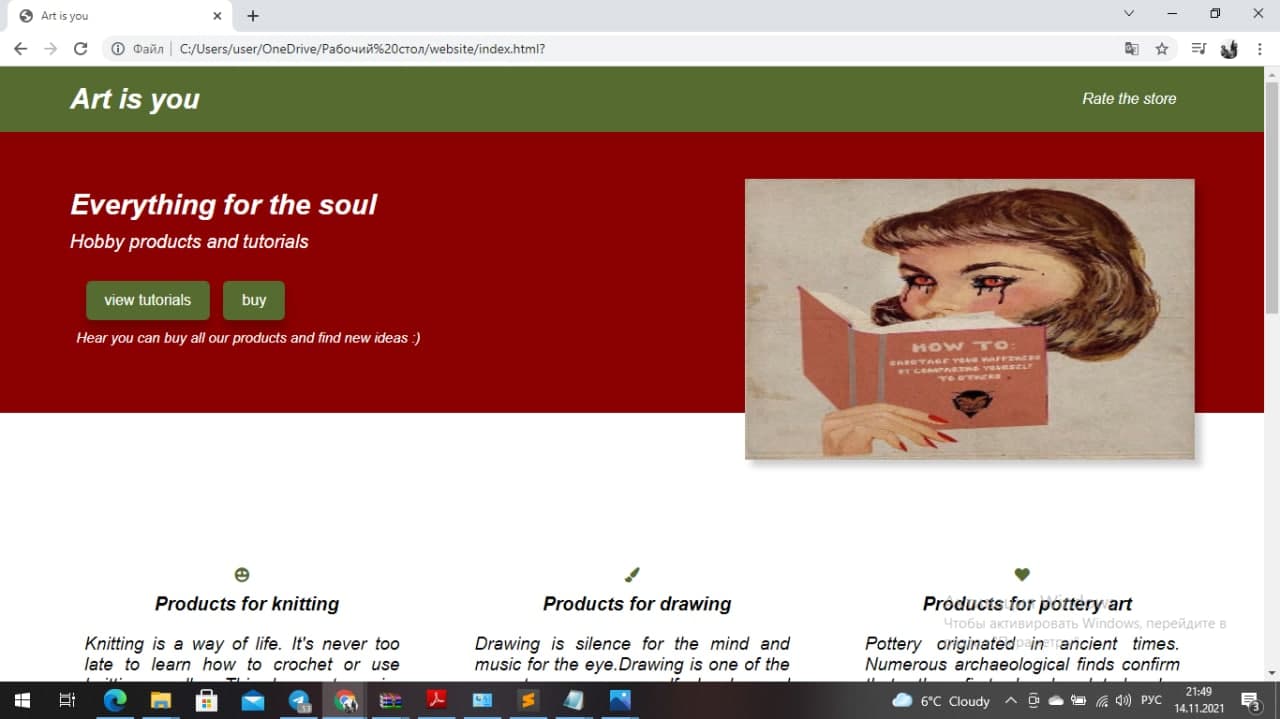 Art is you
Файл
C:/Users/user/OneDrive/Рабочий%20стол/website/index.html?
Art is you
Rate the store
Everything for the soul
Hobby products and tutorials
view tutorials
buy
Hear you can buy all our products and find new ideas :)
HOW TO:
SABOTAGE YOUR HAPPINESS
BY COMPARING YOURSELF
TO OTHERS
Products for knitting
Knitting is a way of life. It's never too
late to learn how to crochet or use
Products for drawing
Drawing is silence for the mind and
music for the eye.Drawing is one of the
Products for pottery art
Pottery originated in ancient times.
Numerous archaeological finds confirm
Активация Windows
Чтобы активировать Windows, перейдите в
6°C Cloudy
РУС
21:49
14.11.2021
3